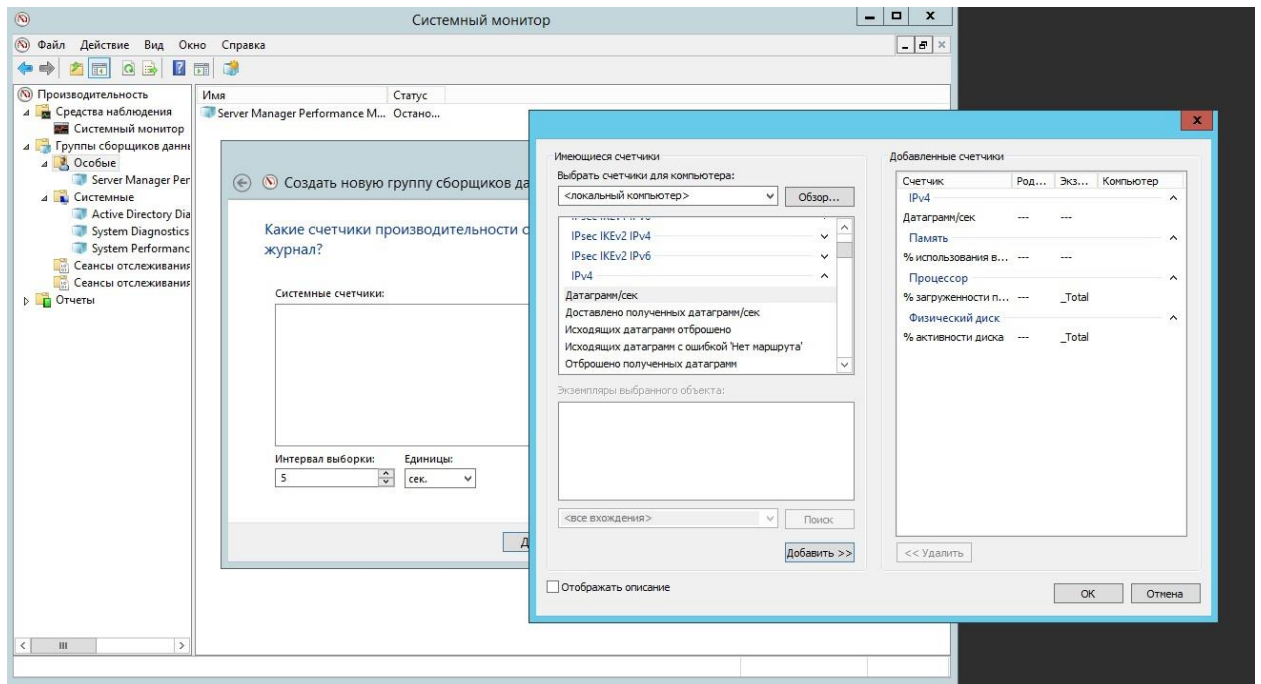 Системный монитор
Файл Действие Вид Окно Справка
Производительность
Средства наблюдения
Системный монитор
Группы сборщиков данн
Особые
Server Manager Per
Системные
Active Directory Dia
System Diagnostics
System Performanc
Сеансы отслеживания
Сеансы отслеживания
Отчеты
Имя Статус
Server Manager Performance M... Остано...
Создать новую группу сборщиков да
Какие счетчики производительности с
журнал?
Системные счетчики:
Интервал выборки: Единицы:
5 сек.
Д
Имеющиеся счетчики
Выбрать счетчики для компьютера:
<локальный компьютер> Обзор...
IPsec IKEv2 IPv4
IPsec IKEv2 IPv6
IPv4
Датаграмм/сек
Доставлено полученных датаграмм/сек
Исходящих датаграмм отброшено
Исходящих датаграмм с ошибкой 'Нет маршрута'
Отброшено полученных датаграмм
Экземпляры выбранного объекта:
<все вхождения> Поиск
Добавить >>
Отображать описание
Добавленные счетчики
Счетчик Род... Экз... Компьютер
IPv4
Датаграмм/сек --- ---
Память
% использования в... --- ---
Процессор
% загруженности п... --- _Total
Физический диск
% активности диска --- _Total
<< Удалить
OK Отмена